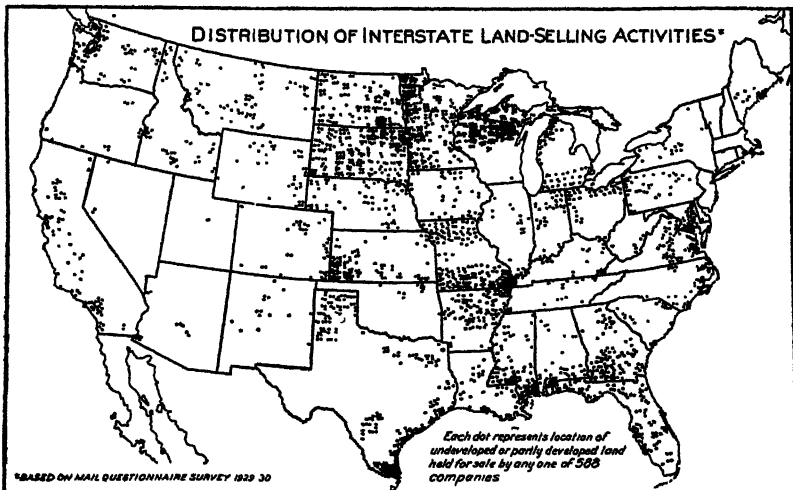 DISTRIBUTION OF INTERSTATE LAND-SELLING ACTIVITIES*
Each dot represents location of
undeveloped or partly developed land
held for sale by any one of 588
companies
*BASED ON MAIL QUESTIONNAIRE SURVEY 1929 30